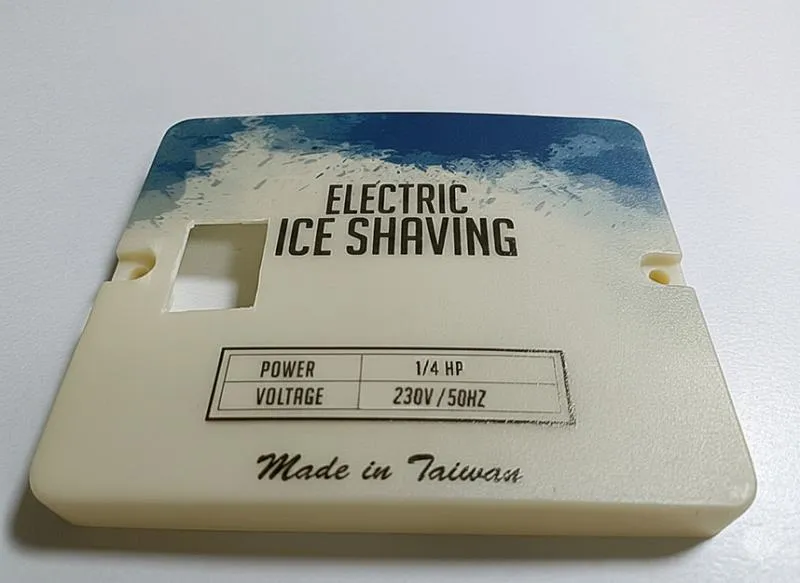 ELECTRIC
ICE SHAVING
POWER 1/4 HP
VOLTAGE 230V/50HZ
Made in Taiwan